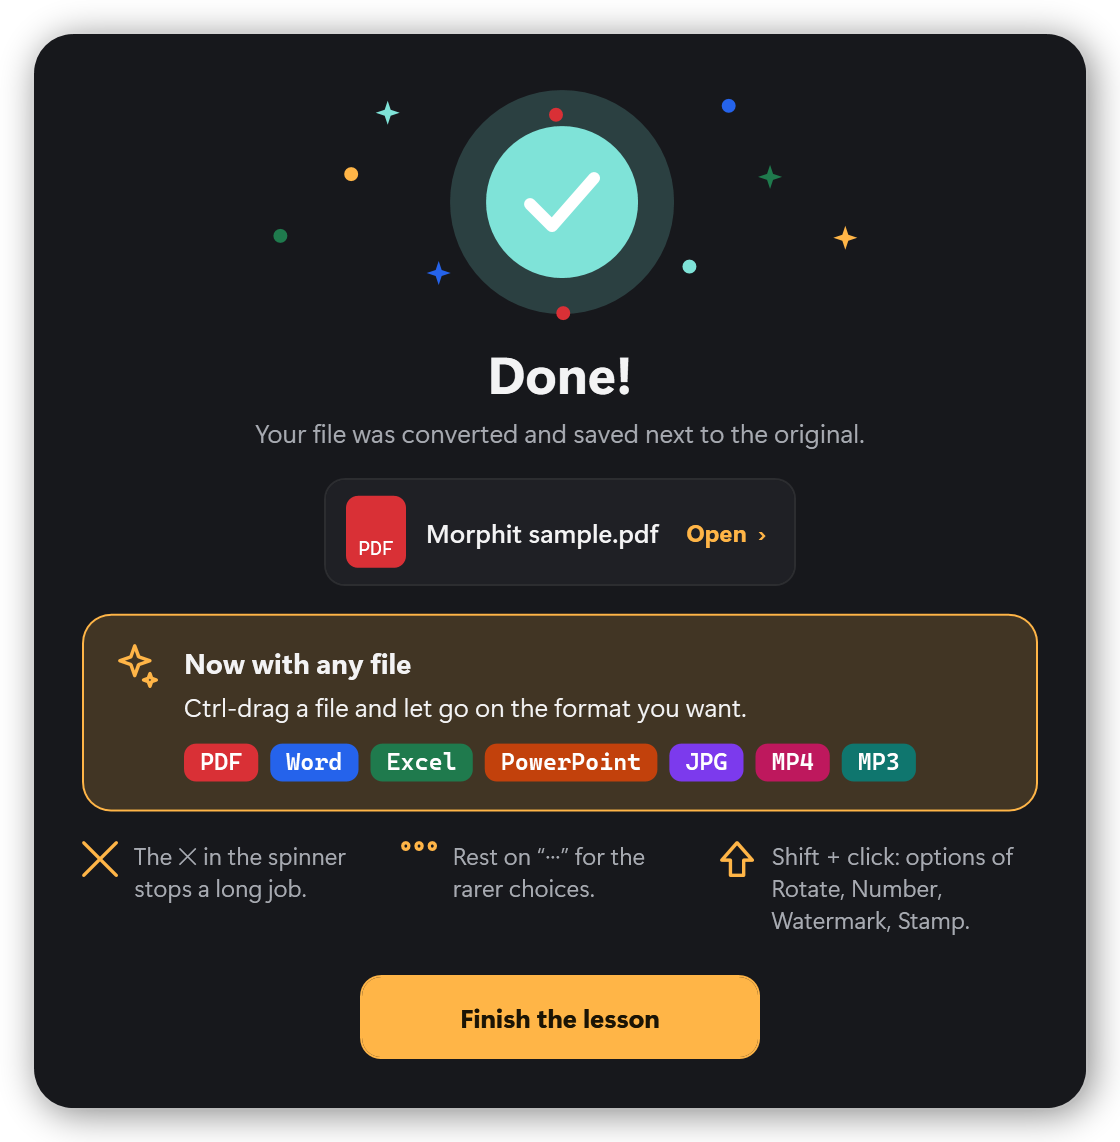 Done!
Your file was converted and saved next to the original.
PDF
Morphit sample.pdf
Open ›
Now with any file
Ctrl-drag a file and let go on the format you want.
PDF Word Excel PowerPoint JPG MP4 MP3
The ✕ in the spinner
stops a long job.
Rest on “···” for the
rarer choices.
Shift + click: options of
Rotate, Number,
Watermark, Stamp.
Finish the lesson